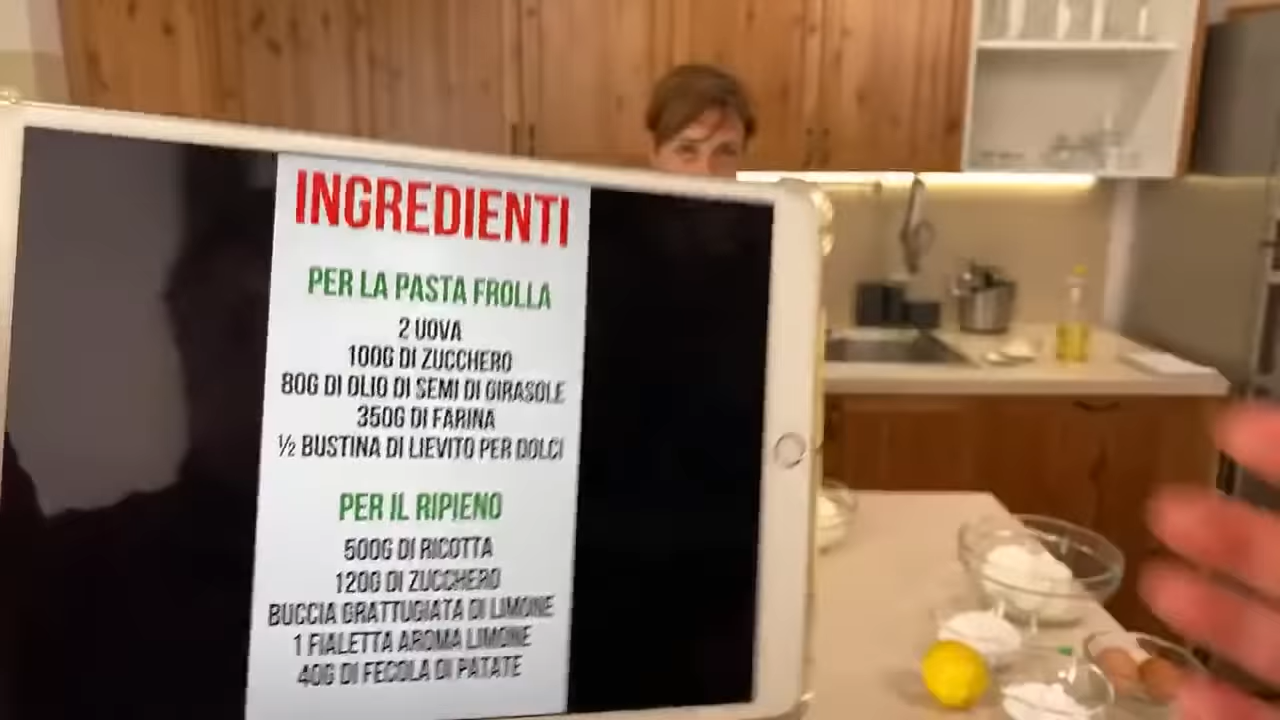 INGREDIENTI
PER LA PASTA FROLLA
2 UOVA
100G DI ZUCCHERO
80G DI OLIO DI SEMI DI GIRASOLE
350G DI FARINA
½ BUSTINA DI LIEVITO PER DOLCI
PER IL RIPIENO
500G DI RICOTTA
120G DI ZUCCHERO
BUCCIA GRATTUGIATA DI LIMONE
1 FIALETTA AROMA LIMONE
40G DI FECOLA DI PATATE